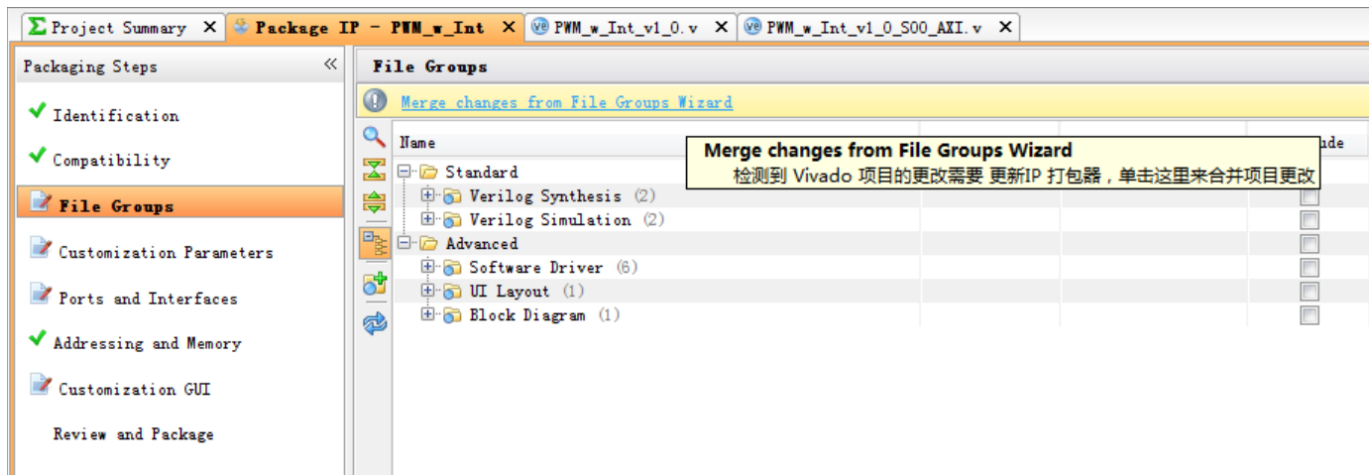 Project Summary
Package IP - PWM_w_Int
PWM_w_Int_v1_0.v
PWM_w_Int_v1_0_S00_AXI.v
Packaging Steps
Identification
Compatibility
File Groups
Customization Parameters
Ports and Interfaces
Addressing and Memory
Customization GUI
Review and Package
File Groups
Merge changes from File Groups Wizard
Name
Merge changes from File Groups Wizard
检测到 Vivado 项目的更改需要 更新IP 打包器，单击这里来合并项目更改
Standard
Verilog Synthesis (2)
Verilog Simulation (2)
Advanced
Software Driver (6)
UI Layout (1)
Block Diagram (1)